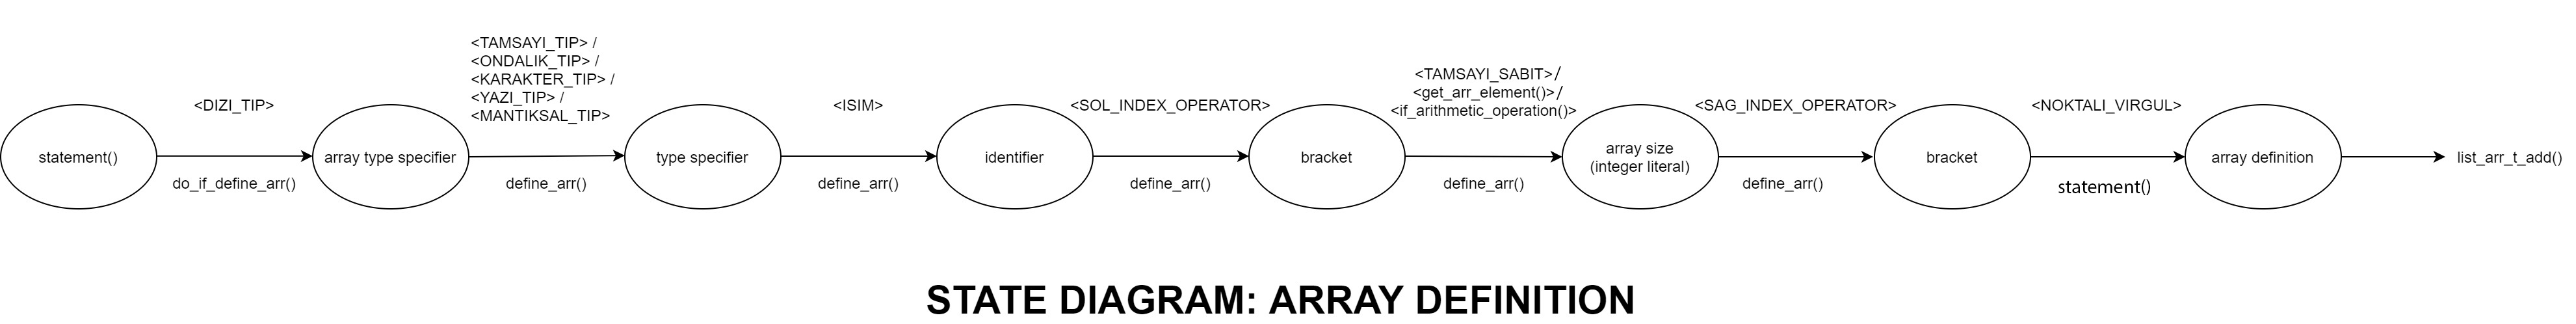 <TAMSAYI_TIP> /
<ONDALIK_TIP> /
<KARAKTER_TIP> /
<YAZI_TIP> /
<MANTIKSAL_TIP>
<TAMSAYI_SABIT>/
<get_arr_element()>/
<if_arithmetic_operation()>
<DIZI_TIP>
<ISIM>
<SOL_INDEX_OPERATOR>
<SAG_INDEX_OPERATOR>
<NOKTALI_VIRGUL>
statement()
array type specifier
type specifier
identifier
bracket
array size
(integer literal)
bracket
array definition
list_arr_t_add()
do_if_define_arr()
define_arr()
define_arr()
define_arr()
define_arr()
define_arr()
statement()
STATE DIAGRAM: ARRAY DEFINITION